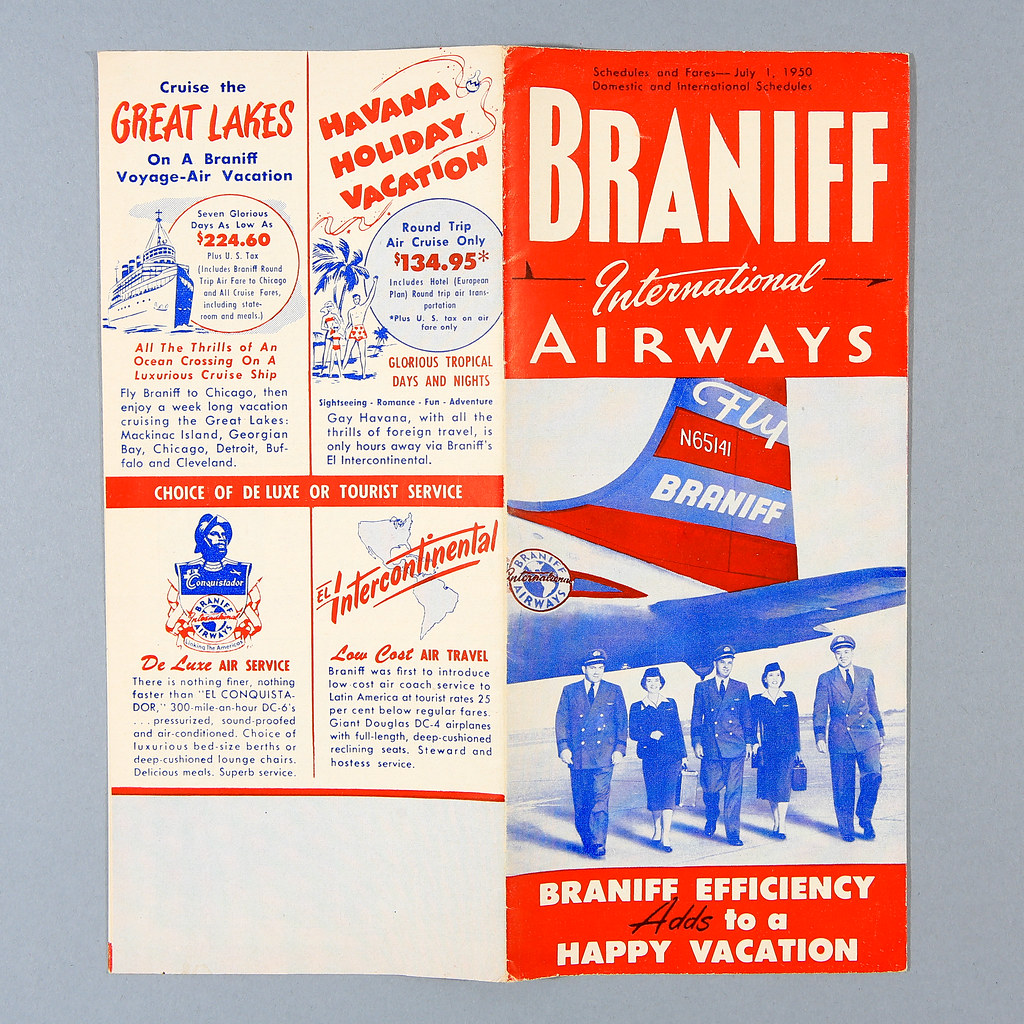 Cruise the
GREAT LAKES
On A Braniff
Voyage-Air Vacation
Seven Glorious
Days As Low As
$224.60
Plus U. S. Tax
(Includes Braniff Round
Trip Air Fare to Chicago
and All Cruise Fares,
including state-
room and meals.)
All The Thrills of An
Ocean Crossing On A
Luxurious Cruise Ship
Fly Braniff to Chicago, then
enjoy a week long vacation
cruising the Great Lakes:
Mackinac Island, Georgian
Bay, Chicago, Detroit, Buf-
falo and Cleveland.
HAVANA
HOLIDAY
VACATION
Round Trip
Air Cruise Only
$134.95*
Includes Hotel (European
Plan) Round trip air trans-
portation
*Plus U. S. tax on air
fare only
GLORIOUS TROPICAL
DAYS AND NIGHTS
Sightseeing - Romance - Fun - Adventure
Gay Havana, with all the
thrills of foreign travel, is
only hours away via Braniff's
El Intercontinental.
CHOICE OF DE LUXE OR TOURIST SERVICE
El Conquistador
BRANIFF
International
AIRWAYS
Linking The Americas
De Luxe AIR SERVICE
There is nothing finer, nothing
faster than "EL CONQUISTA-
DOR," 300-mile-an-hour DC-6's
... pressurized, sound-proofed
and air-conditioned. Choice of
luxurious bed-size berths or
deep-cushioned lounge chairs.
Delicious meals. Superb service.
EL Intercontinental
Low Cost AIR TRAVEL
Braniff was first to introduce
low-cost air coach service to
Latin America at tourist rates 25
per cent below regular fares.
Giant Douglas DC-4 airplanes
with full-length, deep-cushioned
reclining seats. Steward and
hostess service.
Schedules and Fares—July 1, 1950
Domestic and International Schedules
BRANIFF
International
AIRWAYS
Fly
N65141
BRANIFF
BRANIFF
International
AIRWAYS
BRANIFF EFFICIENCY
Adds to a
HAPPY VACATION